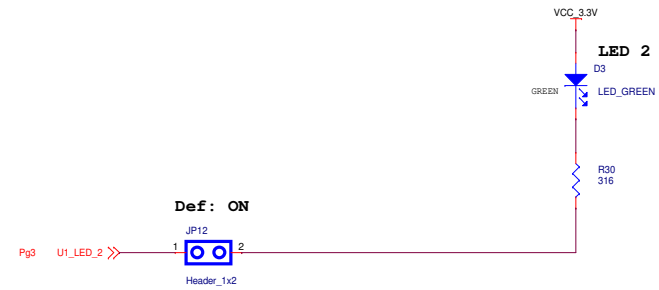 VCC_3.3V
LED 2
D3
GREEN
LED_GREEN
R30
316
Def: ON
JP12
Pg3 U1_LED_2 1 2
Header_1x2